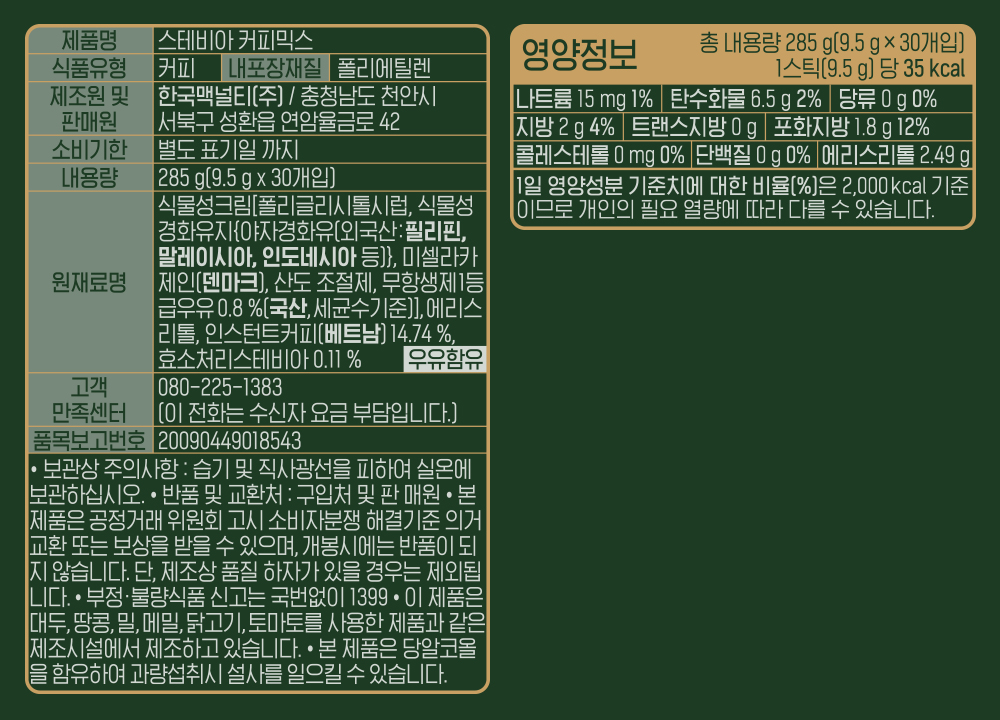 제품명 스테비아 커피믹스
식품유형 커피 내포장재질 폴리에틸렌
제조원 및 한국맥널티(주) / 충청남도 천안시
판매원 서북구 성환읍 연암율금로 42
소비기한 별도 표기일 까지
내용량 285 g(9.5 g x 30개입)
원재료명 식물성크림[폴리글리시톨시럽, 식물성
경화유지{야자경화유(외국산:필리핀,
말레이시아, 인도네시아 등)}, 미셀라카
제인(덴마크), 산도 조절제, 무항생제1등
급우유 0.8 %(국산,세균수기준)],에리스
리톨, 인스턴트커피(베트남) 14.74 %,
효소처리스테비아 0.11 % 우유함유
고객 080-225-1383
만족센터 (이 전화는 수신자 요금 부담입니다.)
품목보고번호 20090449018543
• 보관상 주의사항 : 습기 및 직사광선을 피하여 실온에
보관하십시오. • 반품 및 교환처 : 구입처 및 판 매원 • 본
제품은 공정거래 위원회 고시 소비자분쟁 해결기준 의거
교환 또는 보상을 받을 수 있으며, 개봉시에는 반품이 되
지 않습니다. 단, 제조상 품질 하자가 있을 경우는 제외됩
니다. • 부정·불량식품 신고는 국번없이 1399 • 이 제품은
대두, 땅콩, 밀, 메밀, 닭고기, 토마토를 사용한 제품과 같은
제조시설에서 제조하고 있습니다. • 본 제품은 당알코올
을 함유하여 과량섭취시 설사를 일으킬 수 있습니다.
영양정보 총 내용량 285 g(9.5 g × 30개입)
1스틱(9.5 g) 당 35 kcal
나트륨 15 mg 1% 탄수화물 6.5 g 2% 당류 0 g 0%
지방 2 g 4% 트랜스지방 0 g 포화지방 1.8 g 12%
콜레스테롤 0 mg 0% 단백질 0 g 0% 에리스리톨 2.49 g
1일 영양성분 기준치에 대한 비율(%)은 2,000 kcal 기준
이므로 개인의 필요 열량에 따라 다를 수 있습니다.